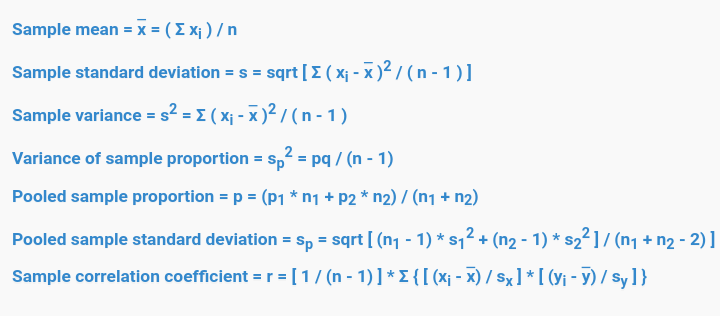 Sample mean = x̅ = ( Σ xᵢ ) / n
Sample standard deviation = s = sqrt [ Σ ( xᵢ - x̅ )² / ( n - 1 ) ]
Sample variance = s² = Σ ( xᵢ - x̅ )² / ( n - 1 )
Variance of sample proportion = sₚ² = pq / (n - 1)
Pooled sample proportion = p = (p₁ * n₁ + p₂ * n₂) / (n₁ + n₂)
Pooled sample standard deviation = sₚ = sqrt [ (n₁ - 1) * s₁² + (n₂ - 1) * s₂² ] / (n₁ + n₂ - 2) ]
Sample correlation coefficient = r = [ 1 / (n - 1) ] * Σ { [ (xᵢ - x̅) / sₓ ] * [ (yᵢ - y̅) / s_y ] }